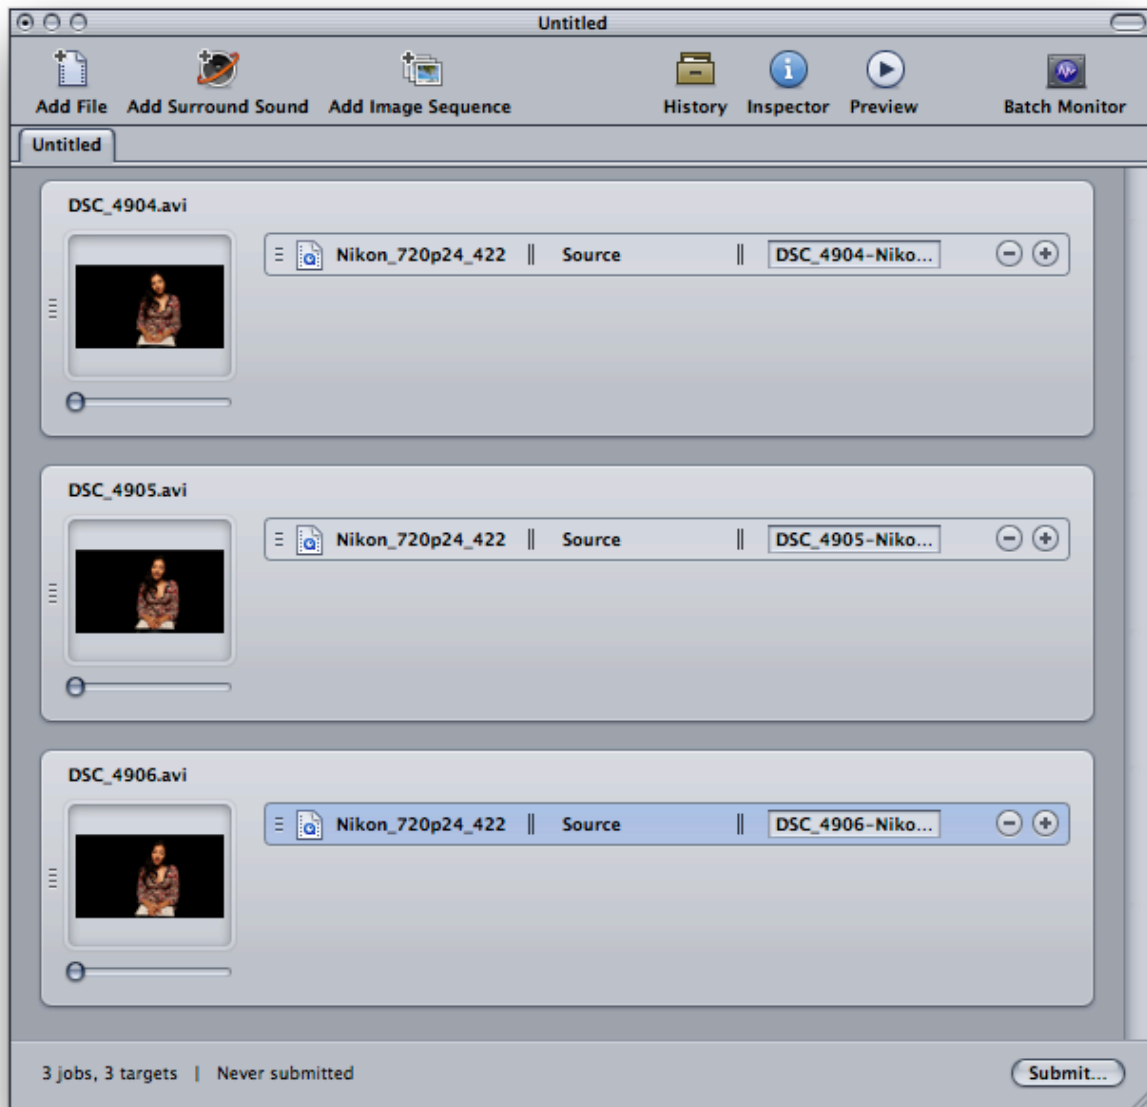 Untitled
Add File Add Surround Sound Add Image Sequence History Inspector Preview Batch Monitor
Untitled
DSC_4904.avi
Nikon_720p24_422 Source DSC_4904-Niko...
DSC_4905.avi
Nikon_720p24_422 Source DSC_4905-Niko...
DSC_4906.avi
Nikon_720p24_422 Source DSC_4906-Niko...
3 jobs, 3 targets | Never submitted Submit...